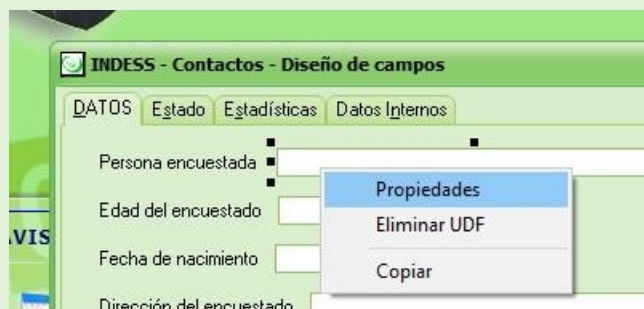 INDESS - Contactos - Diseño de campos
DATOS Estado Estadísticas Datos Internos
Persona encuestada
Propiedades
Edad del encuestado
Eliminar UDF
Fecha de nacimiento
Copiar
Dirección del encuestado